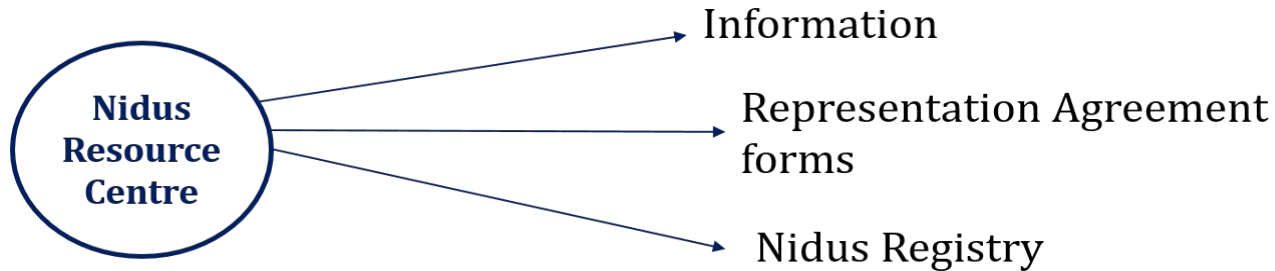 Nidus
Resource
Centre
Information
Representation Agreement
forms
Nidus Registry